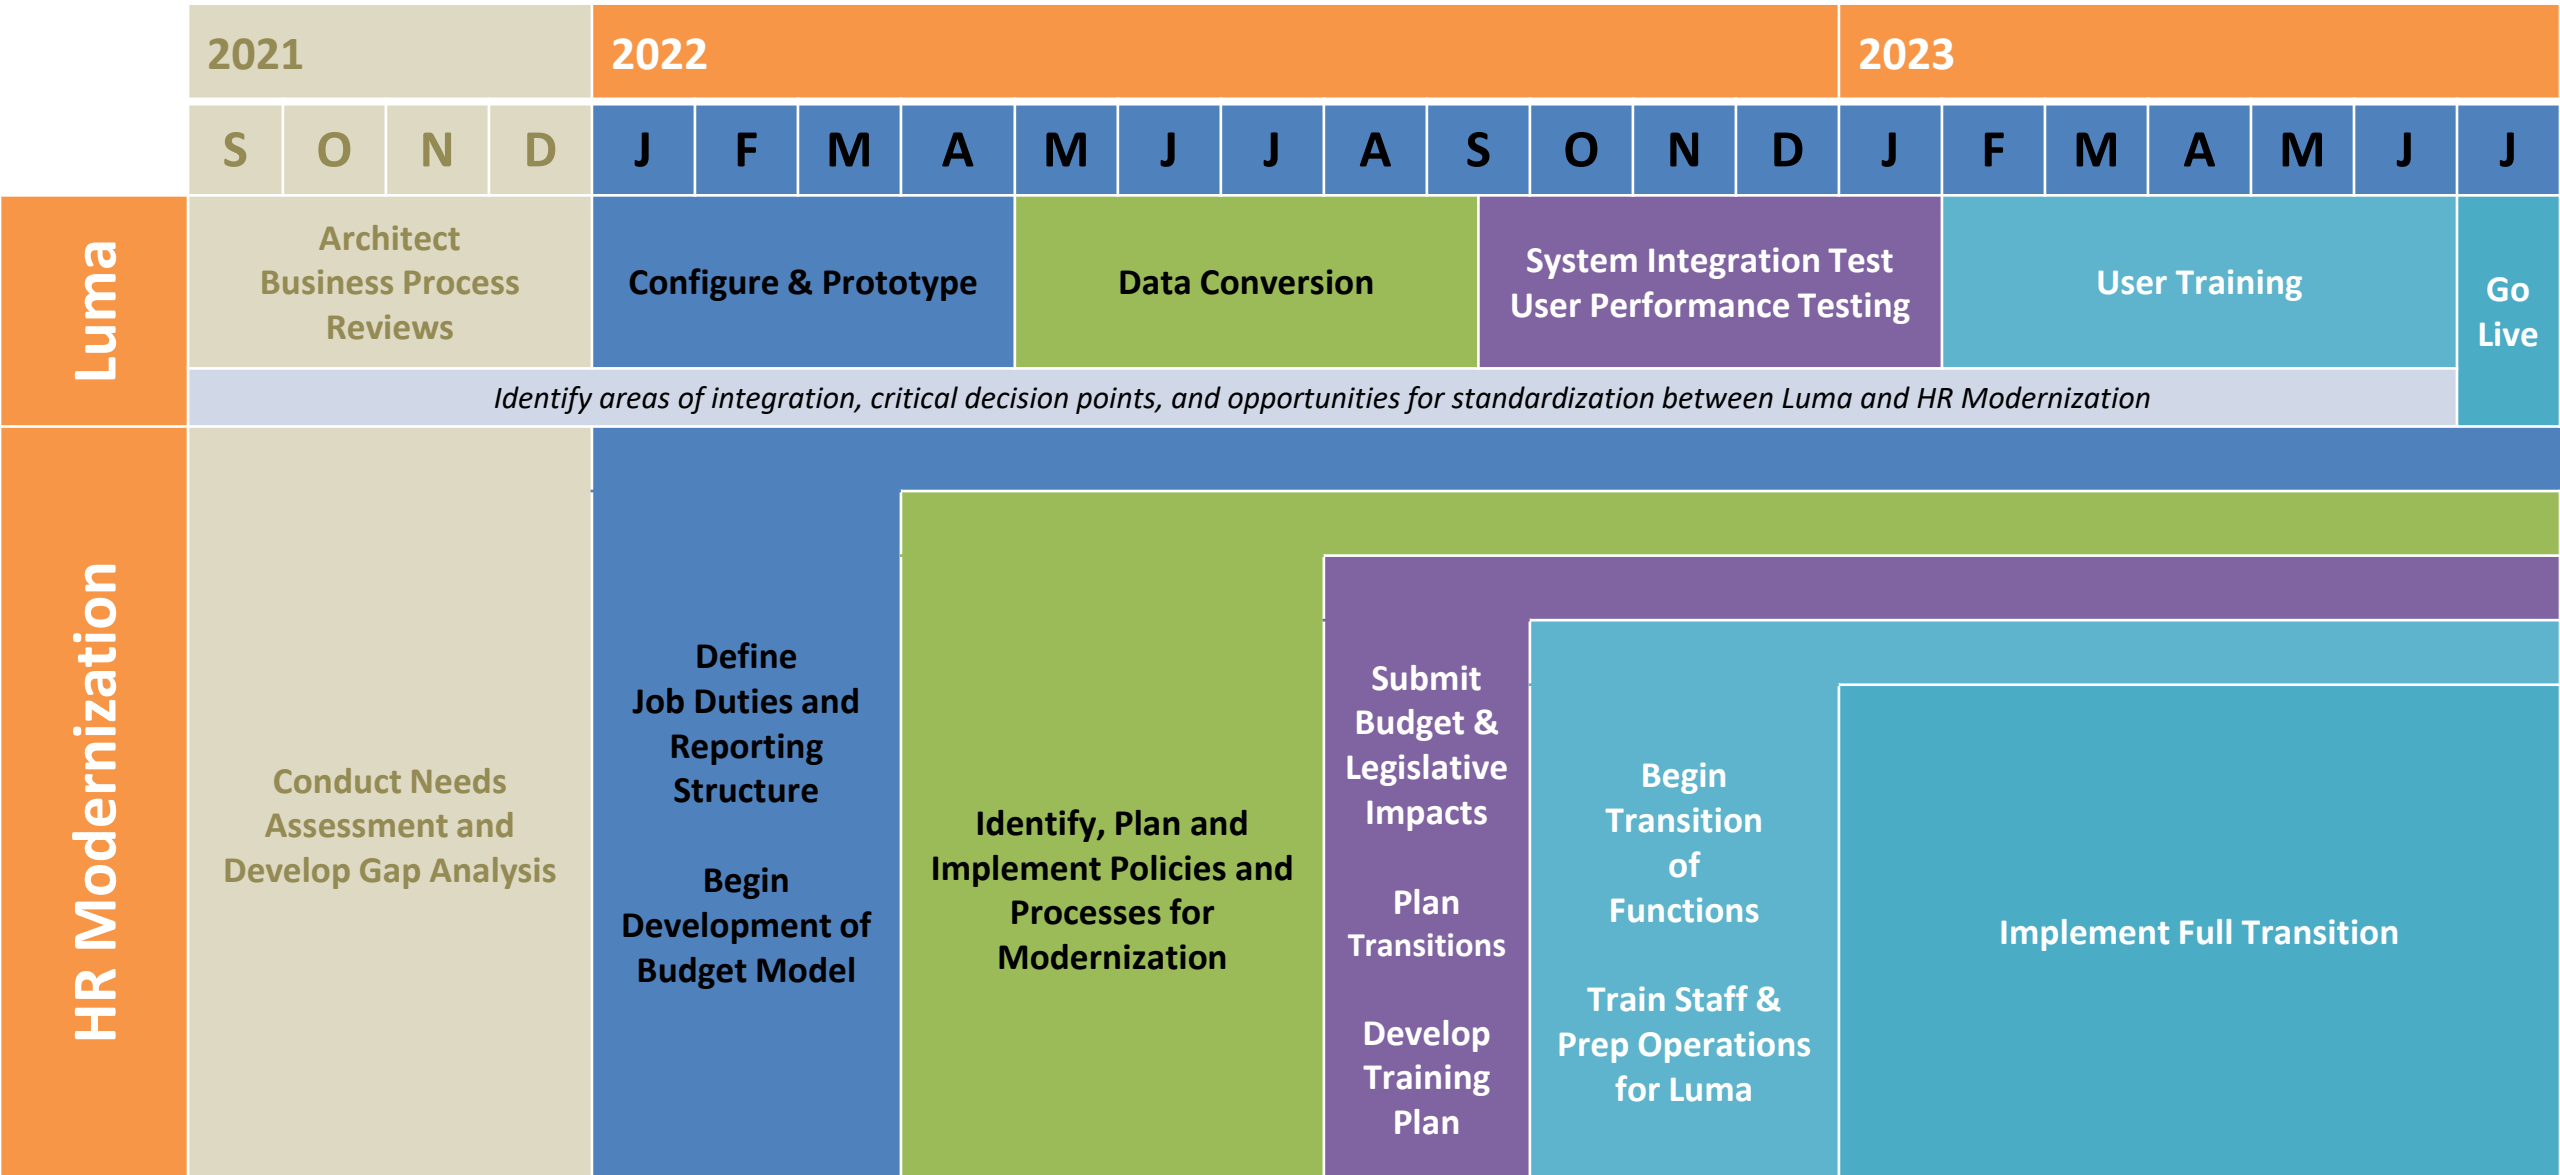 2021
2022
2023
S O N D J F M A M J J A S O N D J F M A M J J
Luma
Architect
Business Process
Reviews
Configure & Prototype
Data Conversion
System Integration Test
User Performance Testing
User Training
Go
Live
Identify areas of integration, critical decision points, and opportunities for standardization between Luma and HR Modernization
HR Modernization
Conduct Needs
Assessment and
Develop Gap Analysis
Define
Job Duties and
Reporting
Structure
Begin
Development of
Budget Model
Identify, Plan and
Implement Policies and
Processes for
Modernization
Submit
Budget &
Legislative
Impacts
Plan
Transitions
Develop
Training
Plan
Begin
Transition
of
Functions
Train Staff &
Prep Operations
for Luma
Implement Full Transition